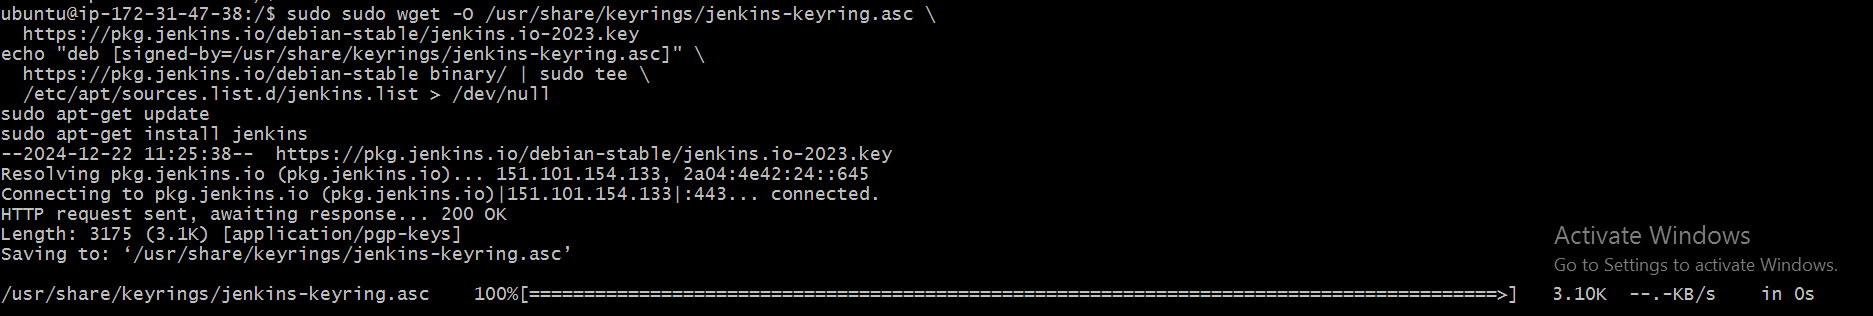 ubuntu@ip-172-31-47-38:/$ sudo sudo wget -O /usr/share/keyrings/jenkins-keyring.asc \
  https://pkg.jenkins.io/debian-stable/jenkins.io-2023.key
echo "deb [signed-by=/usr/share/keyrings/jenkins-keyring.asc]" \
  https://pkg.jenkins.io/debian-stable binary/ | sudo tee \
  /etc/apt/sources.list.d/jenkins.list > /dev/null
sudo apt-get update
sudo apt-get install jenkins
--2024-12-22 11:25:38--  https://pkg.jenkins.io/debian-stable/jenkins.io-2023.key
Resolving pkg.jenkins.io (pkg.jenkins.io)... 151.101.154.133, 2a04:4e42:24::645
Connecting to pkg.jenkins.io (pkg.jenkins.io)|151.101.154.133|:443... connected.
HTTP request sent, awaiting response... 200 OK
Length: 3175 (3.1K) [application/pgp-keys]
Saving to: ‘/usr/share/keyrings/jenkins-keyring.asc’
/usr/share/keyrings/jenkins-keyring.asc    100%[=======================================================================================>]   3.10K  --.-KB/s    in 0s
Activate Windows
Go to Settings to activate Windows.